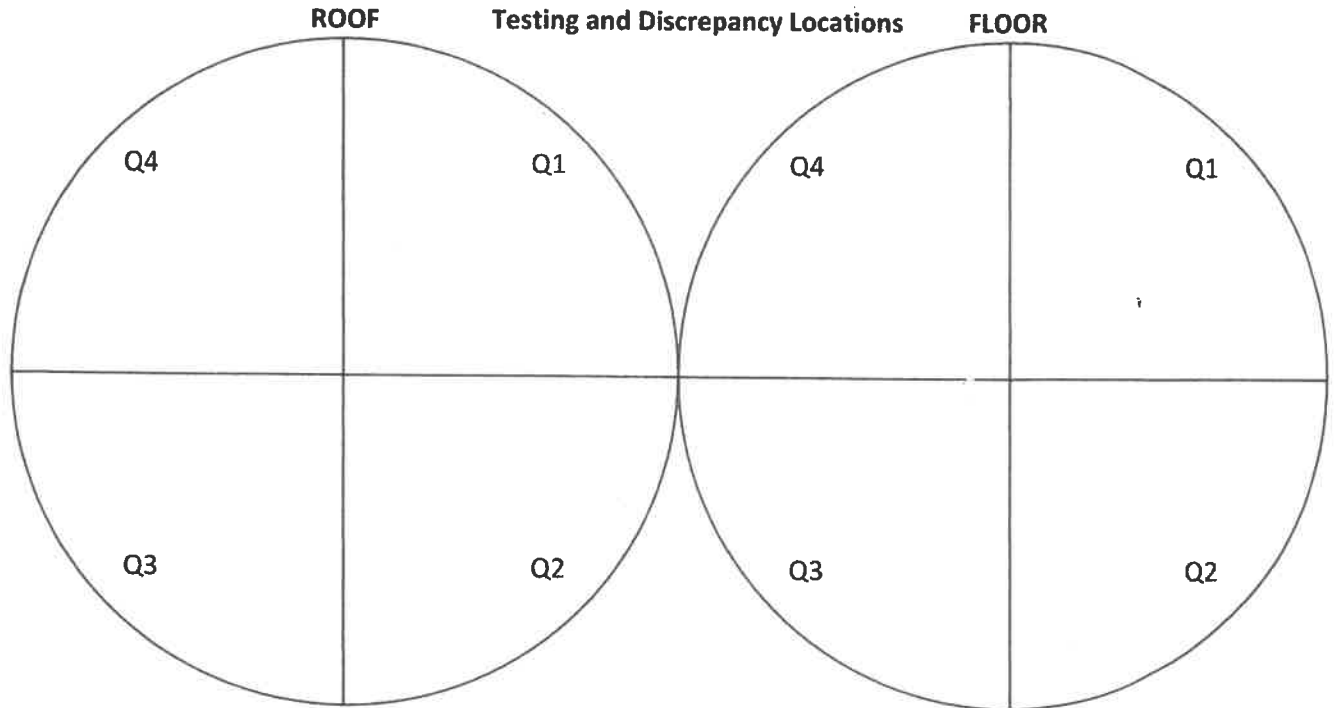 ROOF Testing and Discrepancy Locations FLOOR
Q4 Q1 Q4 Q1
Q3 Q2 Q3 Q2